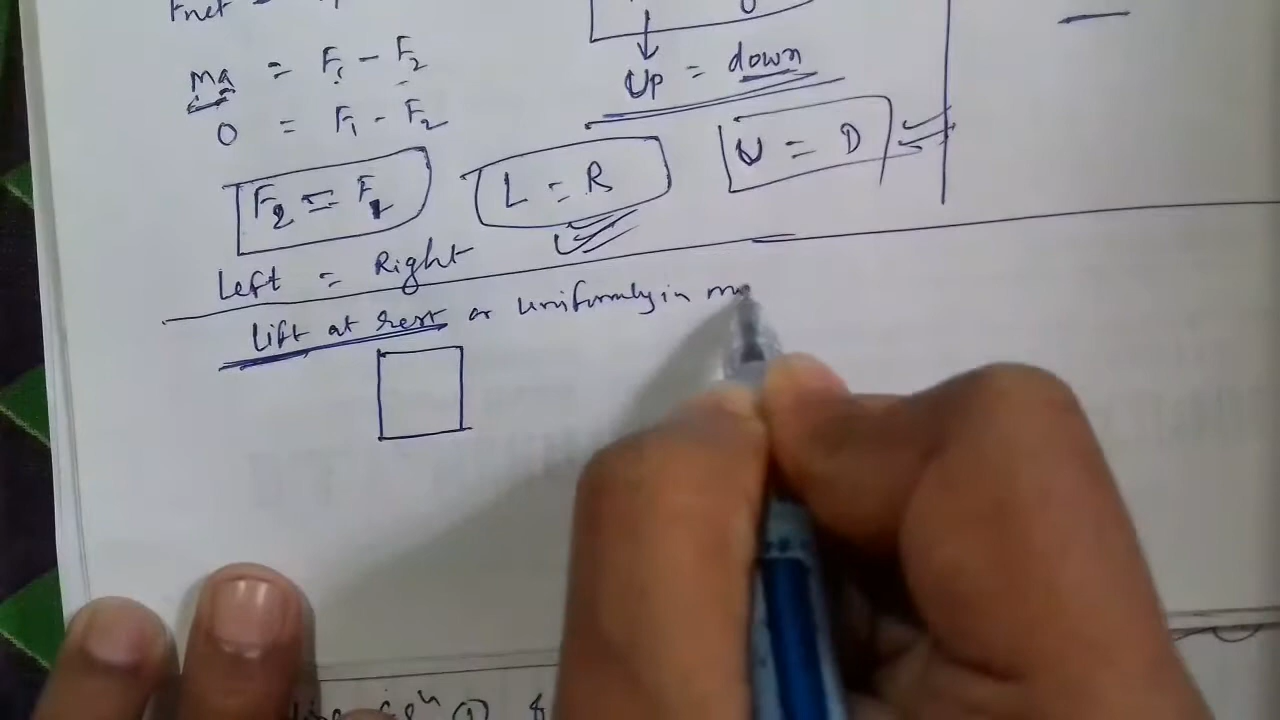 Fnet =
Ma = F1 - F2
0 = F1 - F2
F2 = F1
Left = Right
L = R
Up = down
U = D
Lift at rest or Uniformly in